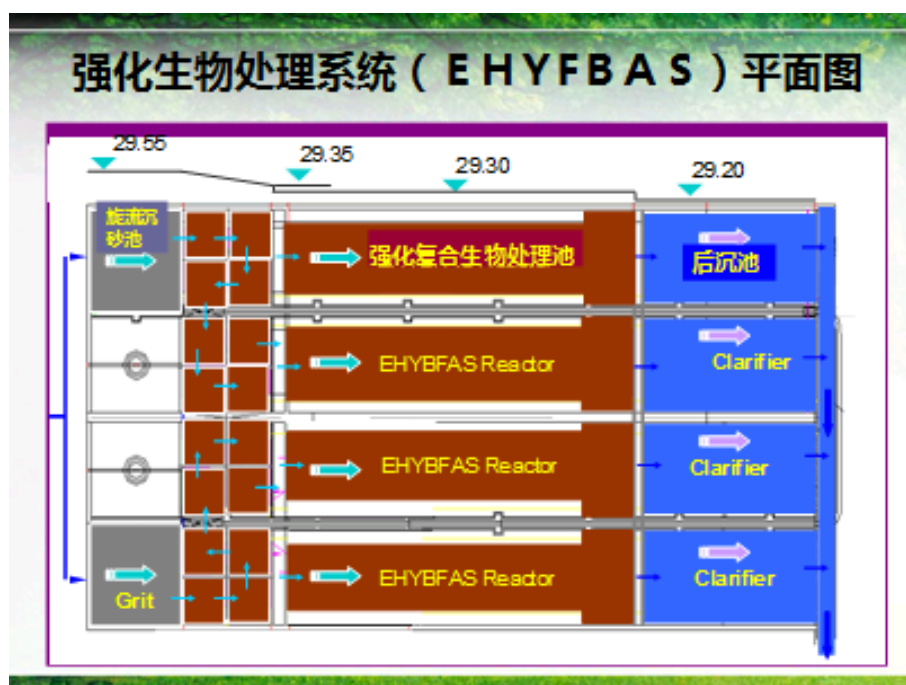 强化生物处理系统（ＥＨＹＦＢＡＳ）平面图
29.55
29.35
29.30
29.20
旋流沉
砂池
强化复合生物处理池
后沉池
EHYBFAS Reactor
Clarifier
EHYBFAS Reactor
Clarifier
EHYBFAS Reactor
Clarifier
Grit